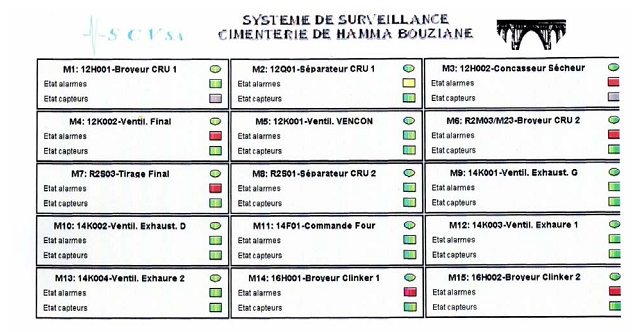 S C V SA
SYSTEME DE SURVEILLANCE
CIMENTERIE DE HAMMA BOUZIANE
M1: 12H001-Broyeur CRU 1
Etat alarmes
Etat capteurs
M2: 12Q01-Séparateur CRU 1
Etat alarmes
Etat capteurs
M3: 12H002-Concasseur Sécheur
Etat alarmes
Etat capteurs
M4: 12K002-Ventil. Final
Etat alarmes
Etat capteurs
M5: 12K001-Ventil. VENCON
Etat alarmes
Etat capteurs
M6: R2M03/M23-Broyeur CRU 2
Etat alarmes
Etat capteurs
M7: R2S03-Tirage Final
Etat alarmes
Etat capteurs
M8: R2S01-Séparateur CRU 2
Etat alarmes
Etat capteurs
M9: 14K001-Ventil. Exhaust. G
Etat alarmes
Etat capteurs
M10: 14K002-Ventil. Exhaust. D
Etat alarmes
Etat capteurs
M11: 14F01-Commande Four
Etat alarmes
Etat capteurs
M12: 14K003-Ventil. Exhaure 1
Etat alarmes
Etat capteurs
M13: 14K004-Ventil. Exhaure 2
Etat alarmes
Etat capteurs
M14: 16H001-Broyeur Clinker 1
Etat alarmes
Etat capteurs
M15: 16H002-Broyeur Clinker 2
Etat alarmes
Etat capteurs